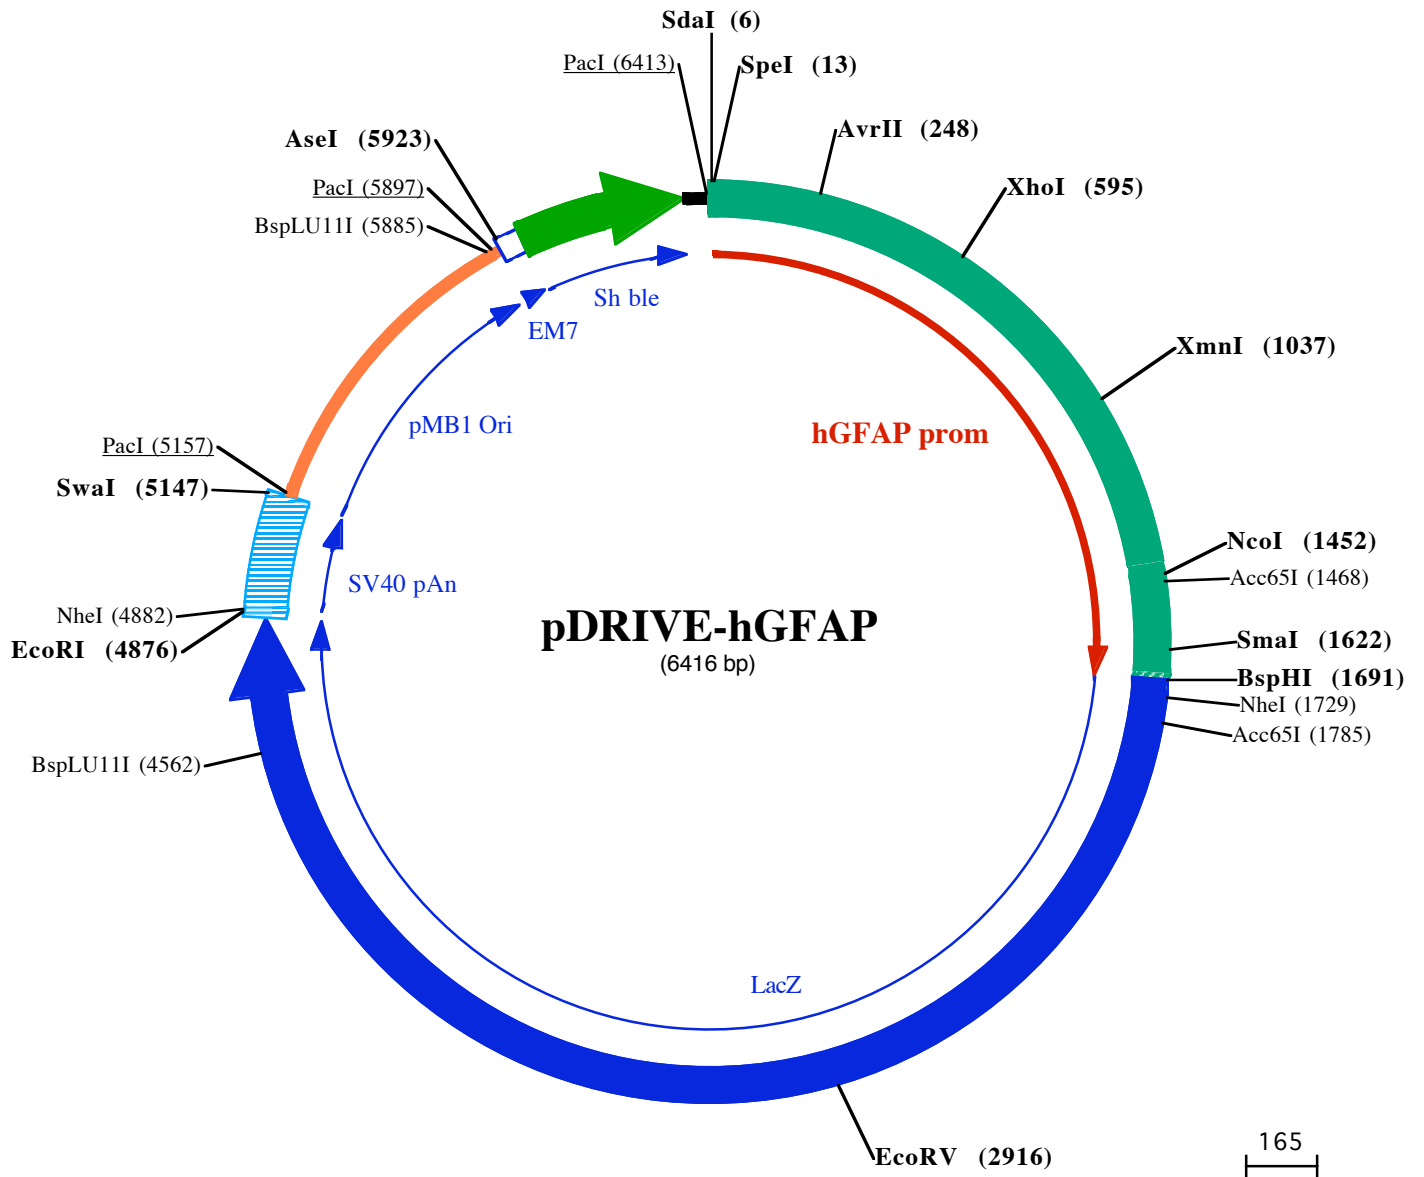 SdaI (6)
PacI (6413)
SpeI (13)
AvrII (248)
AseI (5923)
XhoI (595)
PacI (5897)
BspLU11I (5885)
Sh ble
EM7
XmnI (1037)
pMB1 Ori
hGFAP prom
PacI (5157)
SwaI (5147)
NcoI (1452)
Acc65I (1468)
SV40 pAn
NheI (4882)
pDRIVE-hGFAP
(6416 bp)
SmaI (1622)
EcoRI (4876)
BspHI (1691)
NheI (1729)
Acc65I (1785)
BspLU11I (4562)
LacZ
EcoRV (2916)
165